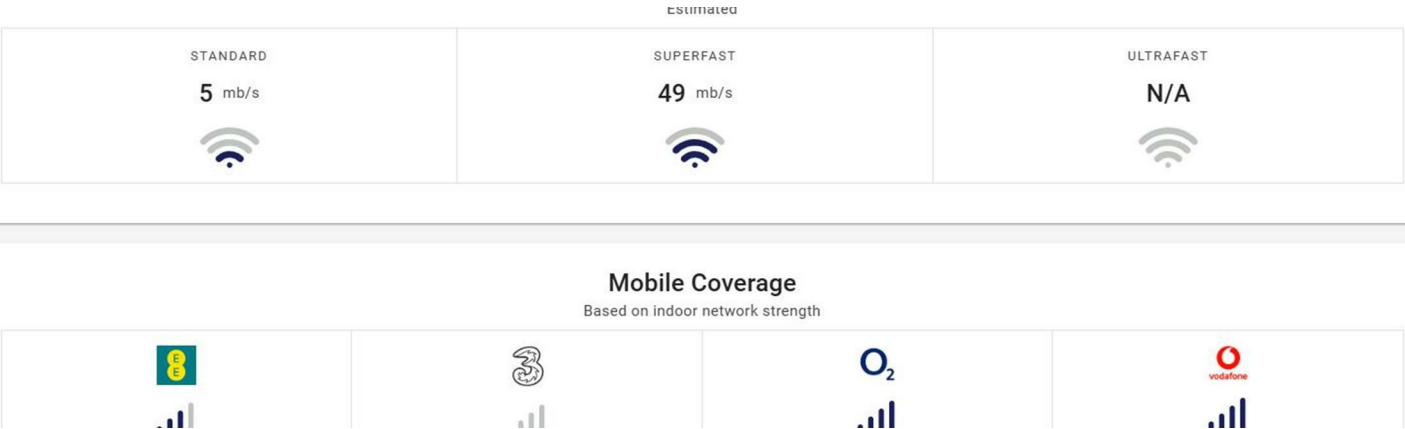 Estimated
STANDARD SUPERFAST ULTRAFAST
5 mb/s 49 mb/s N/A
Mobile Coverage
Based on indoor network strength
EE 3 O2 vodafone